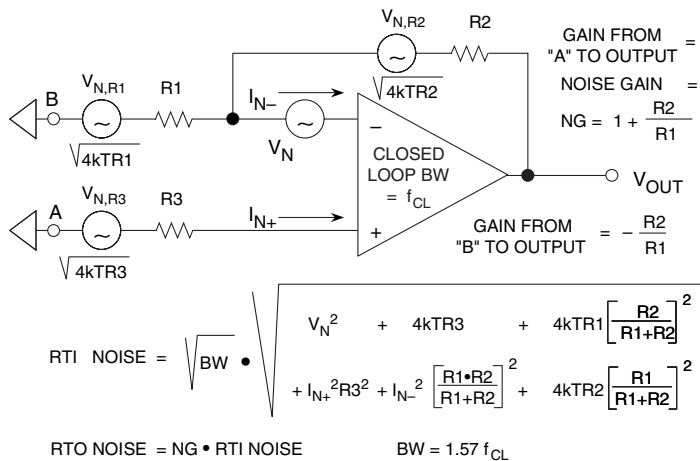 V_N,R2
R2
GAIN FROM "A" TO OUTPUT =
NOISE GAIN =
NG = 1 + R2/R1
√4kTR2
B
V_N,R1
R1
I_N–
~
V_N
√4kTR1
–
CLOSED
LOOP BW
= f_CL
V_OUT
A
V_N,R3
R3
I_N+
+
√4kTR3
GAIN FROM "B" TO OUTPUT = – R2/R1
RTI NOISE = √BW • √ V_N² + 4kTR3 + 4kTR1 [R2/(R1+R2)]²
+ I_N+² R3² + I_N–² [R1•R2/(R1+R2)]² + 4kTR2 [R1/(R1+R2)]²
RTO NOISE = NG • RTI NOISE BW = 1.57 f_CL